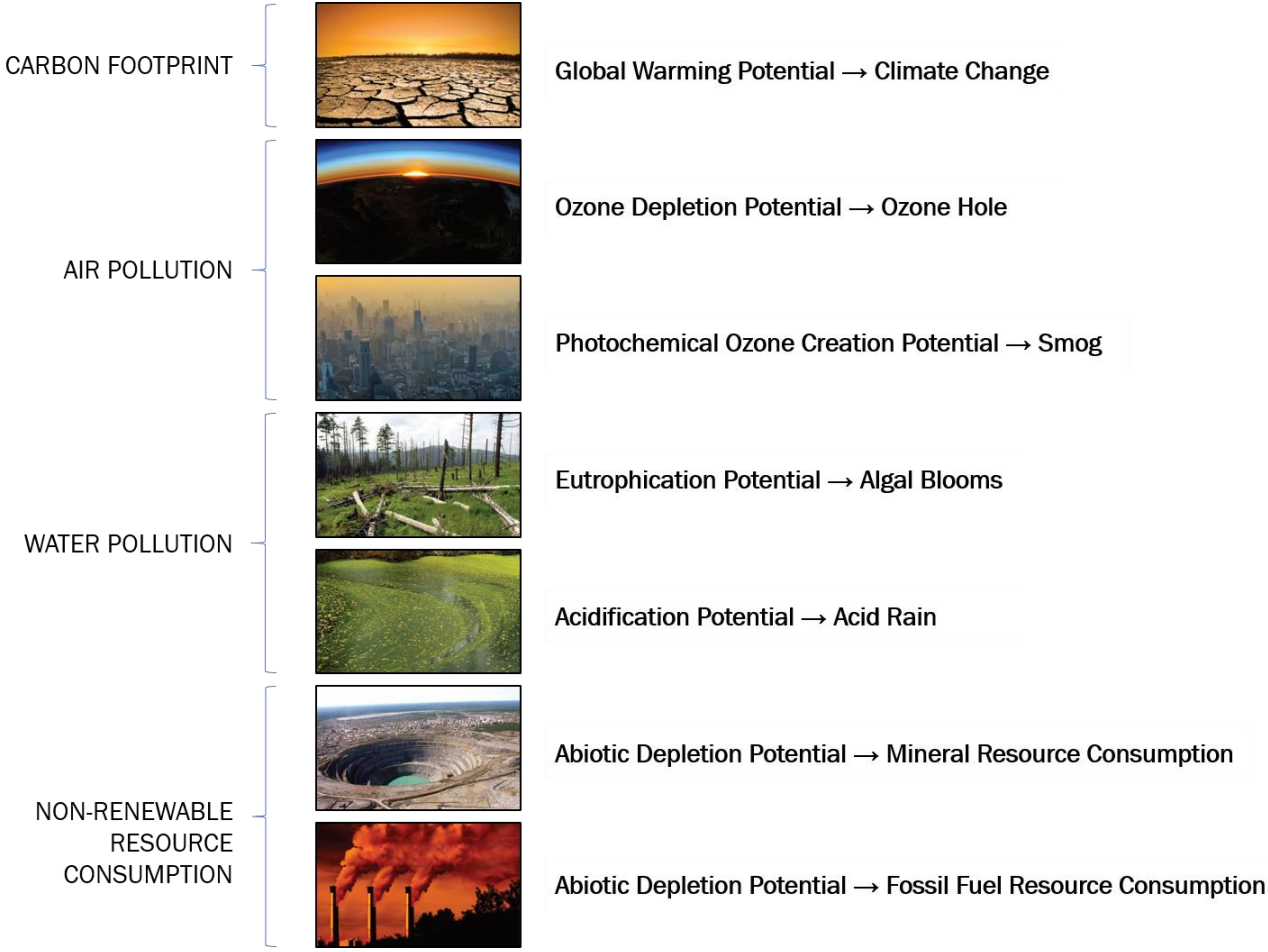 CARBON FOOTPRINT
Global Warming Potential → Climate Change
AIR POLLUTION
Ozone Depletion Potential → Ozone Hole
Photochemical Ozone Creation Potential → Smog
WATER POLLUTION
Eutrophication Potential → Algal Blooms
Acidification Potential → Acid Rain
NON-RENEWABLE
RESOURCE
CONSUMPTION
Abiotic Depletion Potential → Mineral Resource Consumption
Abiotic Depletion Potential → Fossil Fuel Resource Consumption